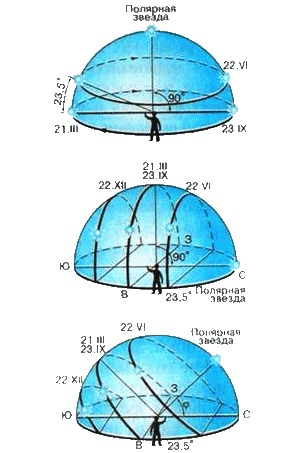 Полярная
звезда
22.VI
23,5°
90°
21.III
23.IX
21.III
23.IX
22.XII
22.VI
З
90°
Ю
С
В
23,5°
Полярная
звезда
22.VI
Полярная
звезда
21.III
23.IX
22.XII
З
φ
Ю
С
В
23.5°